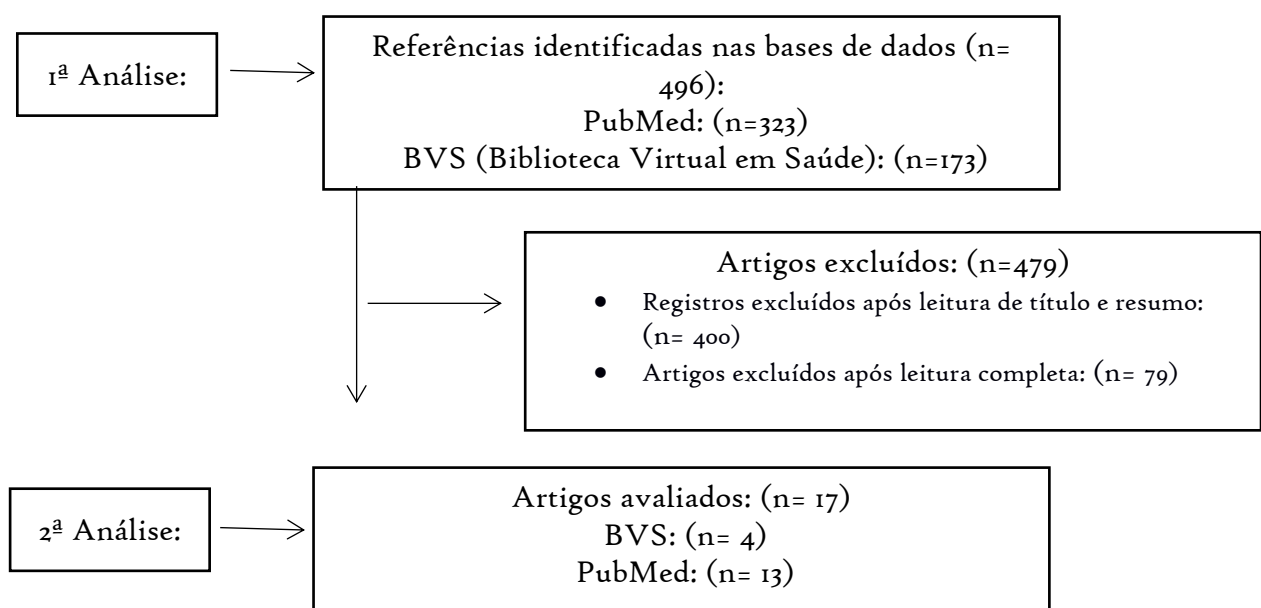 1ª Análise:
Referências identificadas nas bases de dados (n=
496):
PubMed: (n=323)
BVS (Biblioteca Virtual em Saúde): (n=173)
Artigos excluídos: (n=479)
• Registros excluídos após leitura de título e resumo:
(n= 400)
• Artigos excluídos após leitura completa: (n= 79)
2ª Análise:
Artigos avaliados: (n= 17)
BVS: (n= 4)
PubMed: (n= 13)